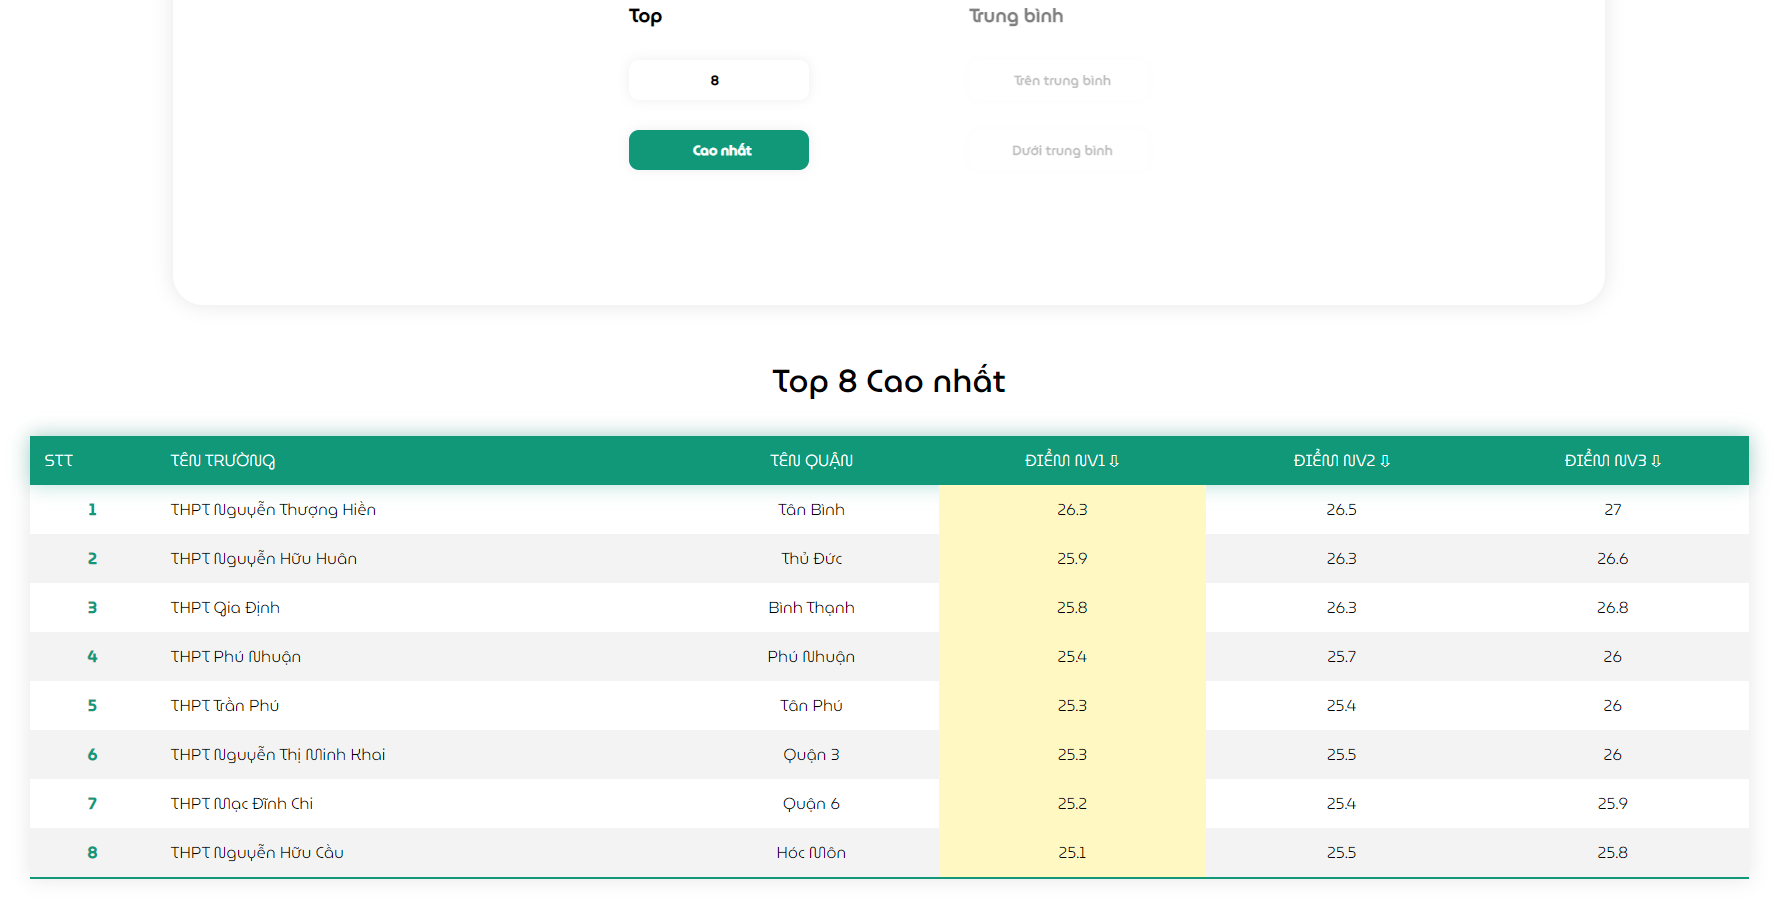 Top Trung bình
8 Trên trung bình
Cao nhất Dưới trung bình
Top 8 Cao nhất
STT TÊN TRƯỜNG TÊN QUẬN ĐIỂM NV1 ⇩ ĐIỂM NV2 ⇩ ĐIỂM NV3 ⇩
1 THPT Nguyễn Thượng Hiền Tân Bình 26.3 26.5 27
2 THPT Nguyễn Hữu Huân Thủ Đức 25.9 26.3 26.6
3 THPT Gia Định Bình Thạnh 25.8 26.3 26.8
4 THPT Phú Nhuận Phú Nhuận 25.4 25.7 26
5 THPT Trần Phú Tân Phú 25.3 25.4 26
6 THPT Nguyễn Thị Minh Khai Quận 3 25.3 25.5 26
7 THPT Mạc Đĩnh Chi Quận 6 25.2 25.4 25.9
8 THPT Nguyễn Hữu Cầu Hóc Môn 25.1 25.5 25.8